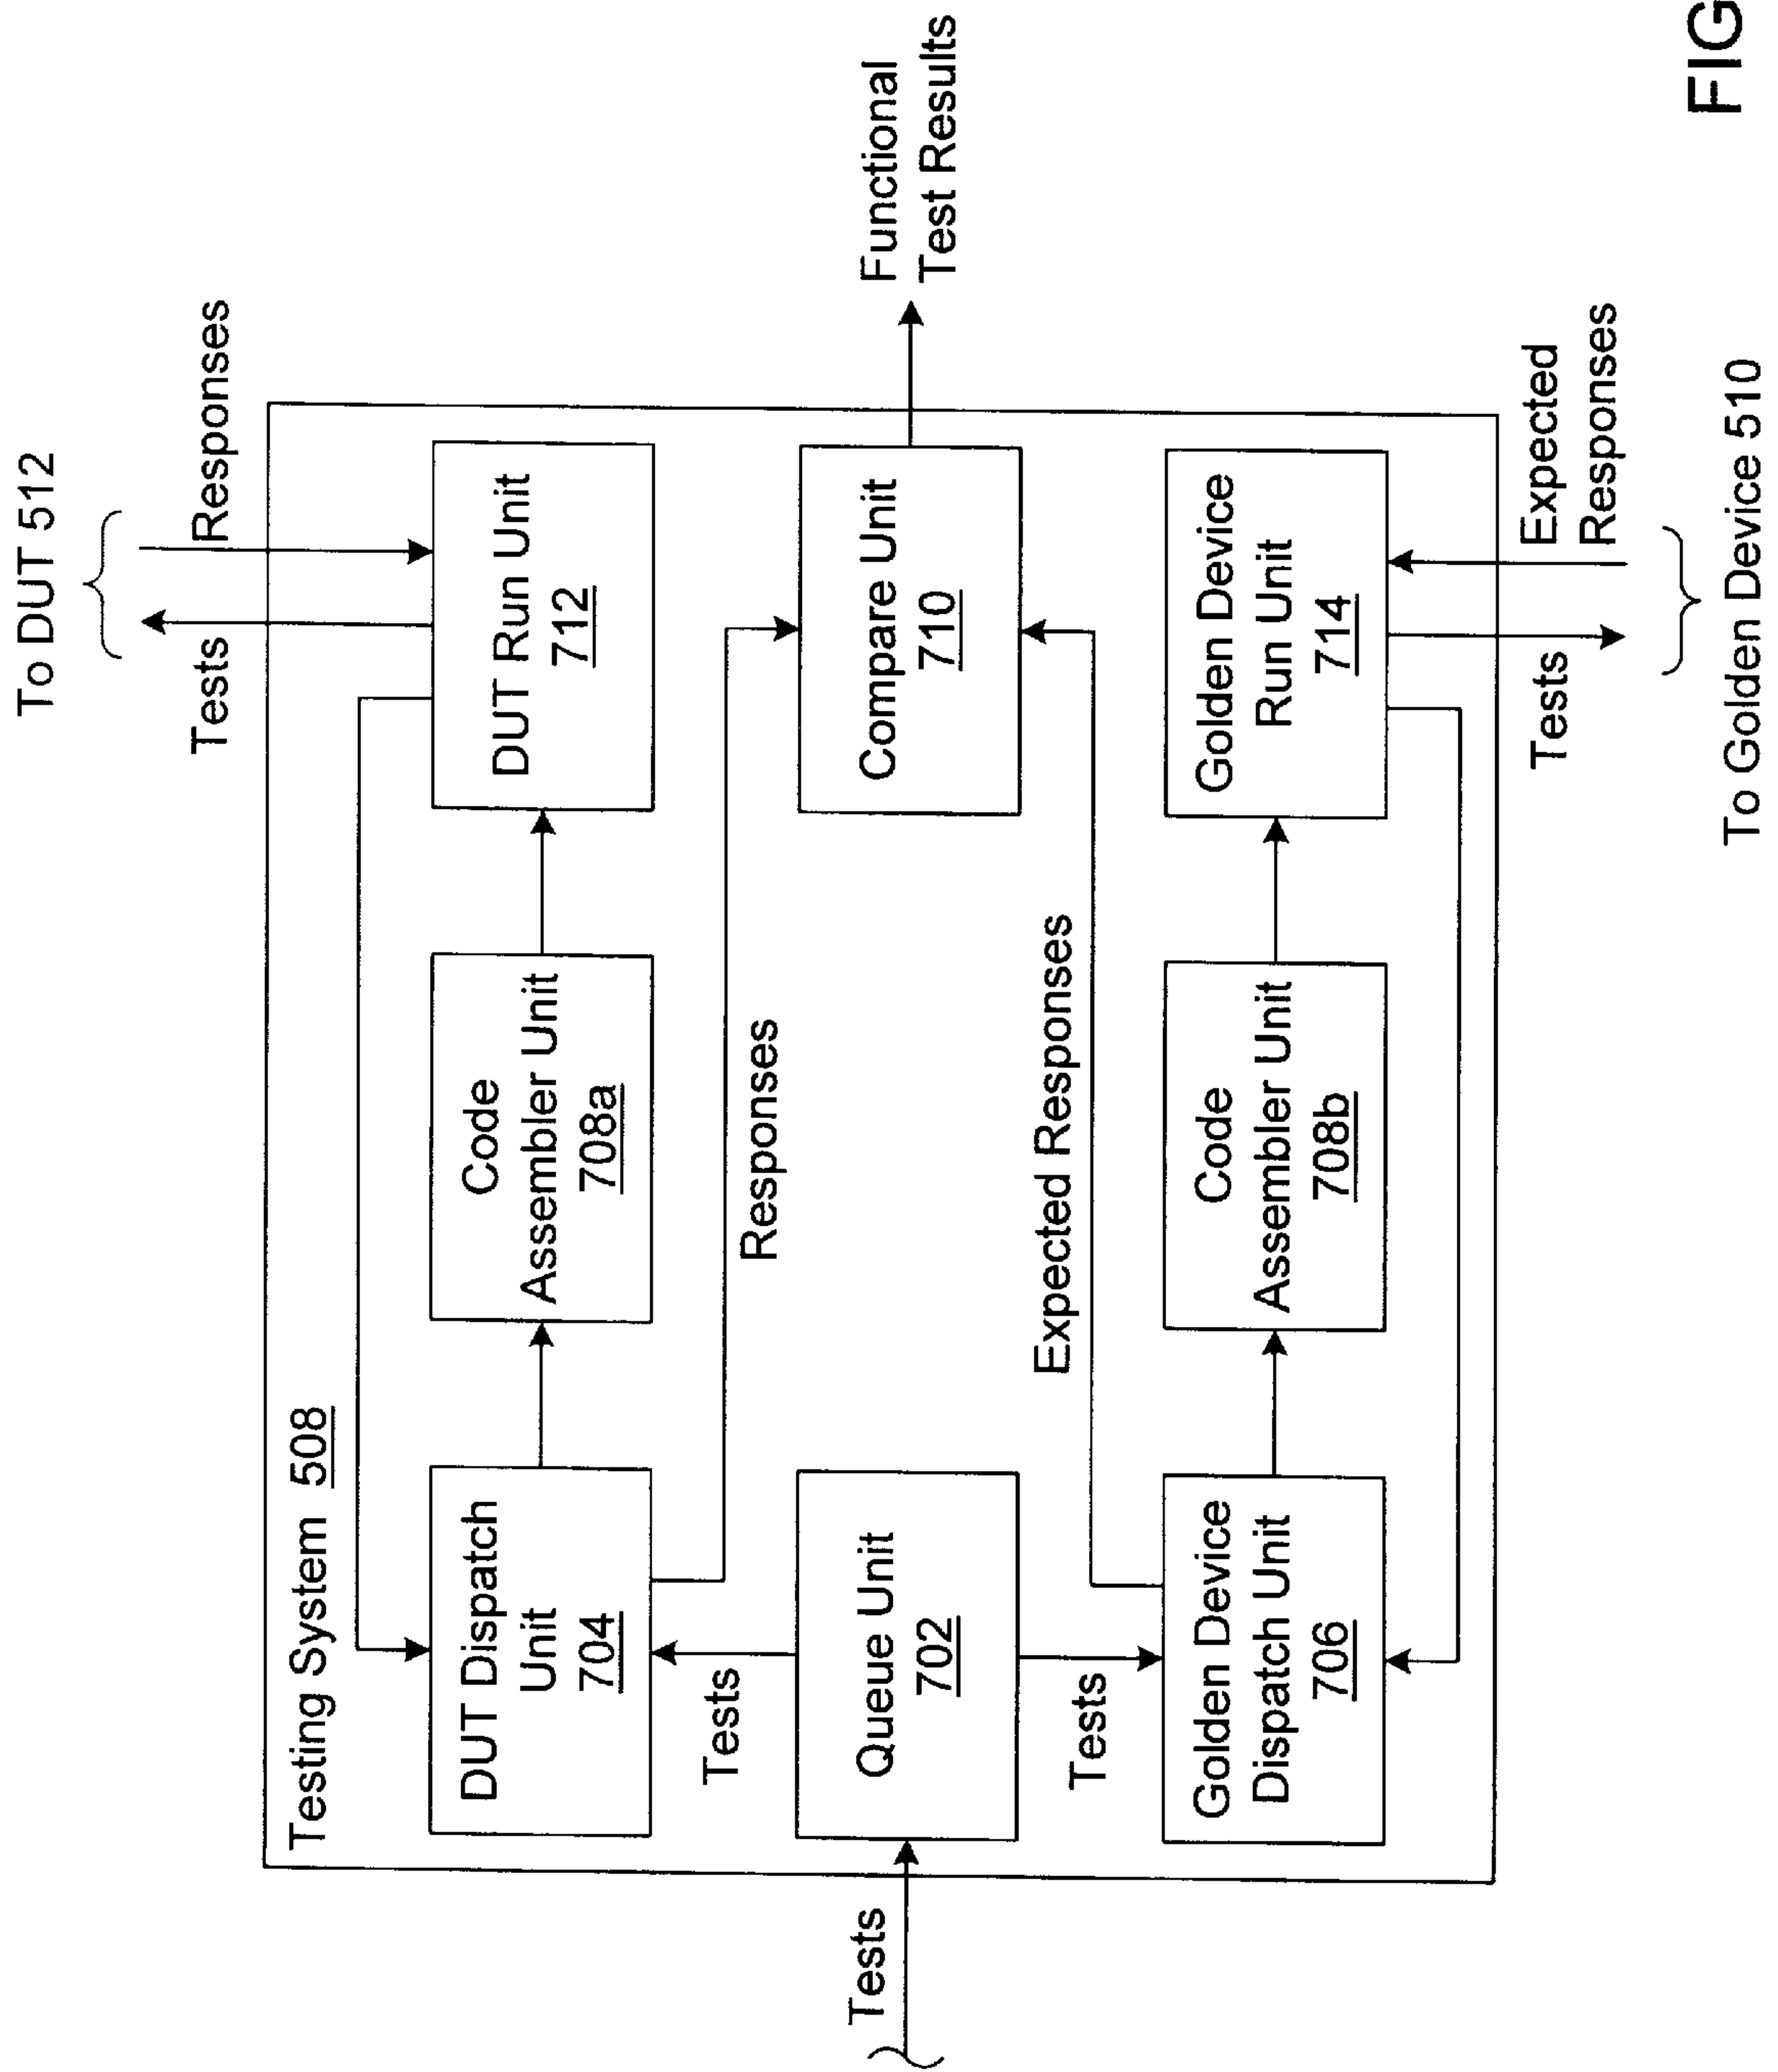 To DUT 512
Tests
Responses
Testing System 508
DUT Dispatch
Unit
704
Code
Assembler Unit
708a
DUT Run Unit
712
Tests
Responses
Tests
Queue Unit
702
Compare Unit
710
Functional
Test Results
Tests
Expected Responses
Golden Device
Dispatch Unit
706
Code
Assembler Unit
708b
Golden Device
Run Unit
714
Tests
Expected
Responses
To Golden Device 510
FIG